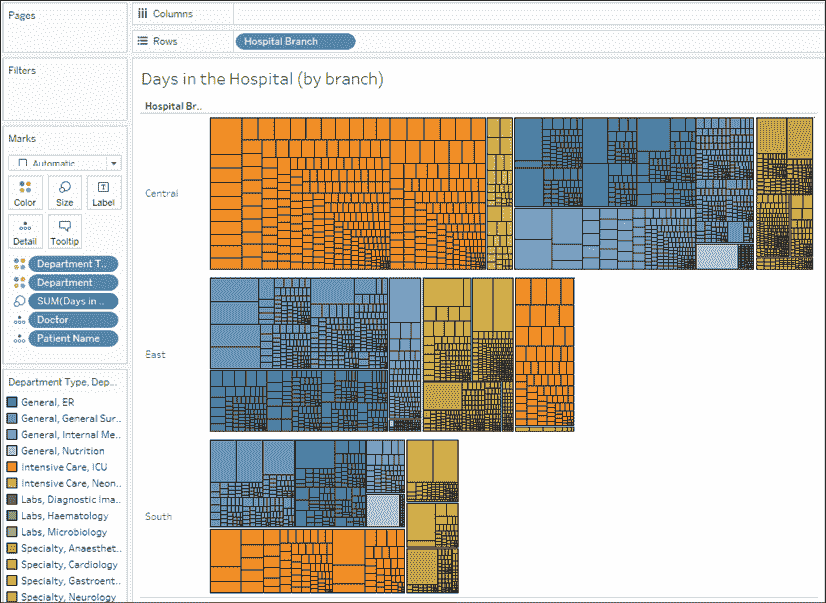 Pages
Columns
Rows
Hospital Branch
Filters
Days in the Hospital (by branch)
Hospital Br..
Marks
Automatic
Color
Size
Label
Detail
Tooltip
Department T..
Department
SUM(Days in ..
Doctor
Patient Name
Central
East
South
Department Type, Dep...
General, ER
General, General Sur..
General, Internal Me..
General, Nutrition
Intensive Care, ICU
Intensive Care, Neon..
Labs, Diagnostic Ima..
Labs, Haematology
Labs, Microbiology
Specialty, Anaesthet..
Specialty, Cardiology
Specialty, Gastroent..
Specialty, Neurology